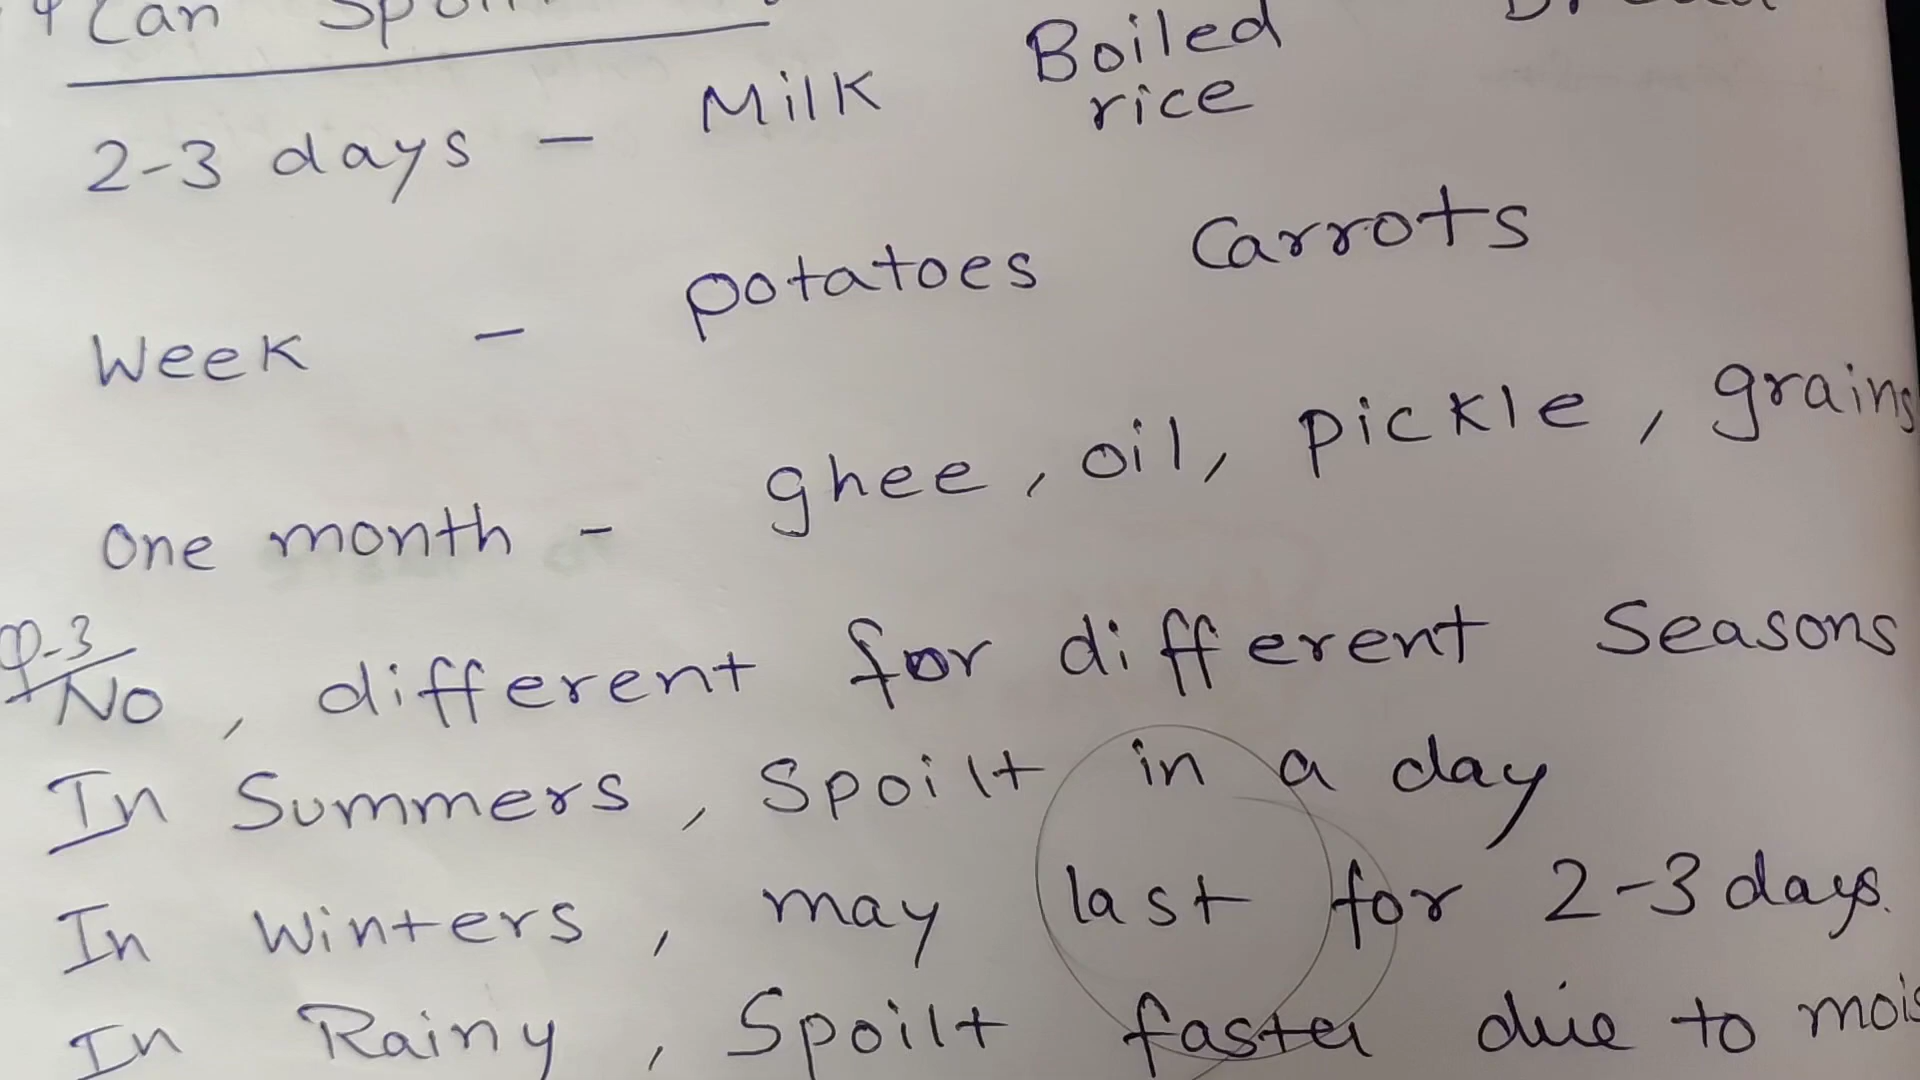 Can
2-3 days - Milk Boiled rice
Week - potatoes Carrots
One month - ghee, oil, pickle, grains
Q-3
No, different for different Seasons
In Summers, Spoilt in a day
In Winters, may last for 2-3 days.
In Rainy, Spoilt faster due to